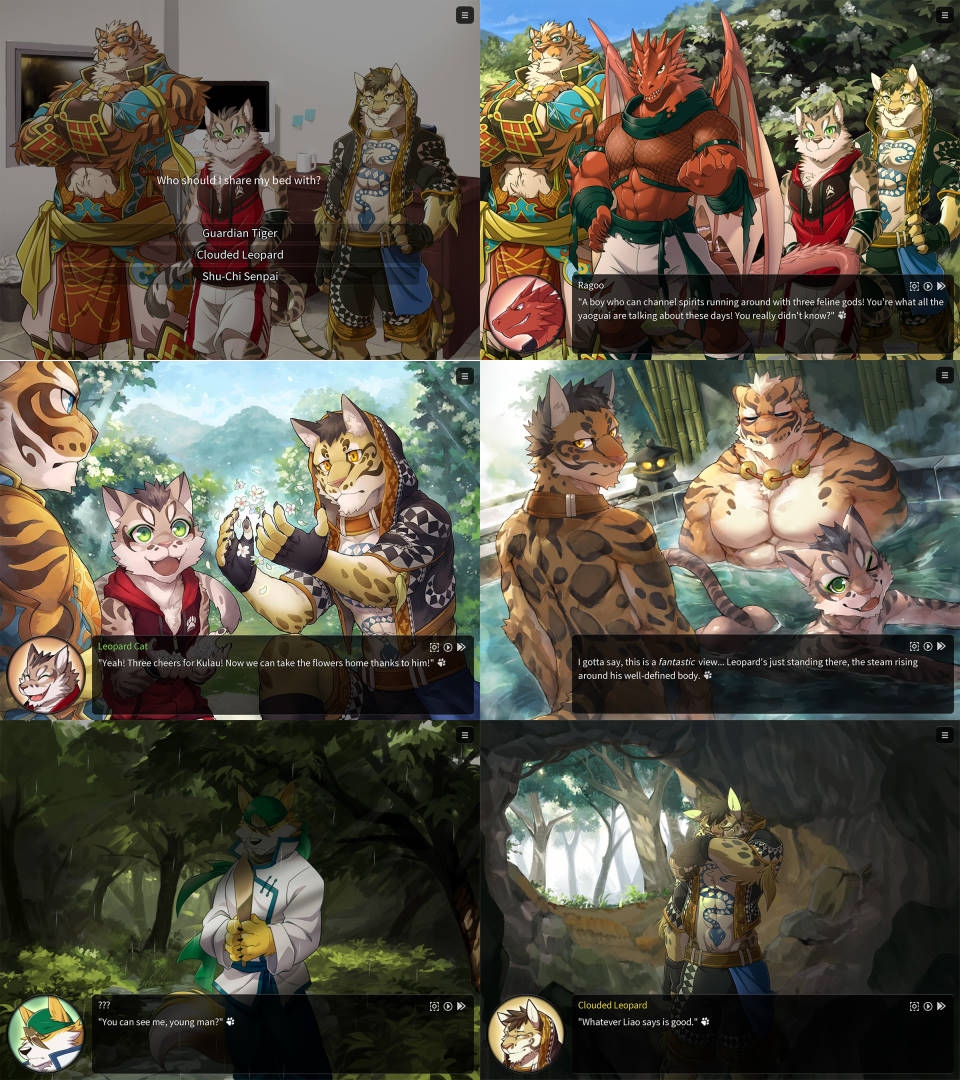 Who should I share my bed with?
Guardian Tiger
Clouded Leopard
Shu-Chi Senpai
Ragoo
"A boy who can channel spirits running around with three feline gods! You're what all the
yaoguai are talking about these days! You really didn't know?"
Leopard Cat
"Yeah! Three cheers for Kulau! Now we can take the flowers home thanks to him!"
I gotta say, this is a fantastic view... Leopard's just standing there, the steam rising
around his well-defined body.
???
"You can see me, young man?"
Clouded Leopard
"Whatever Liao says is good."